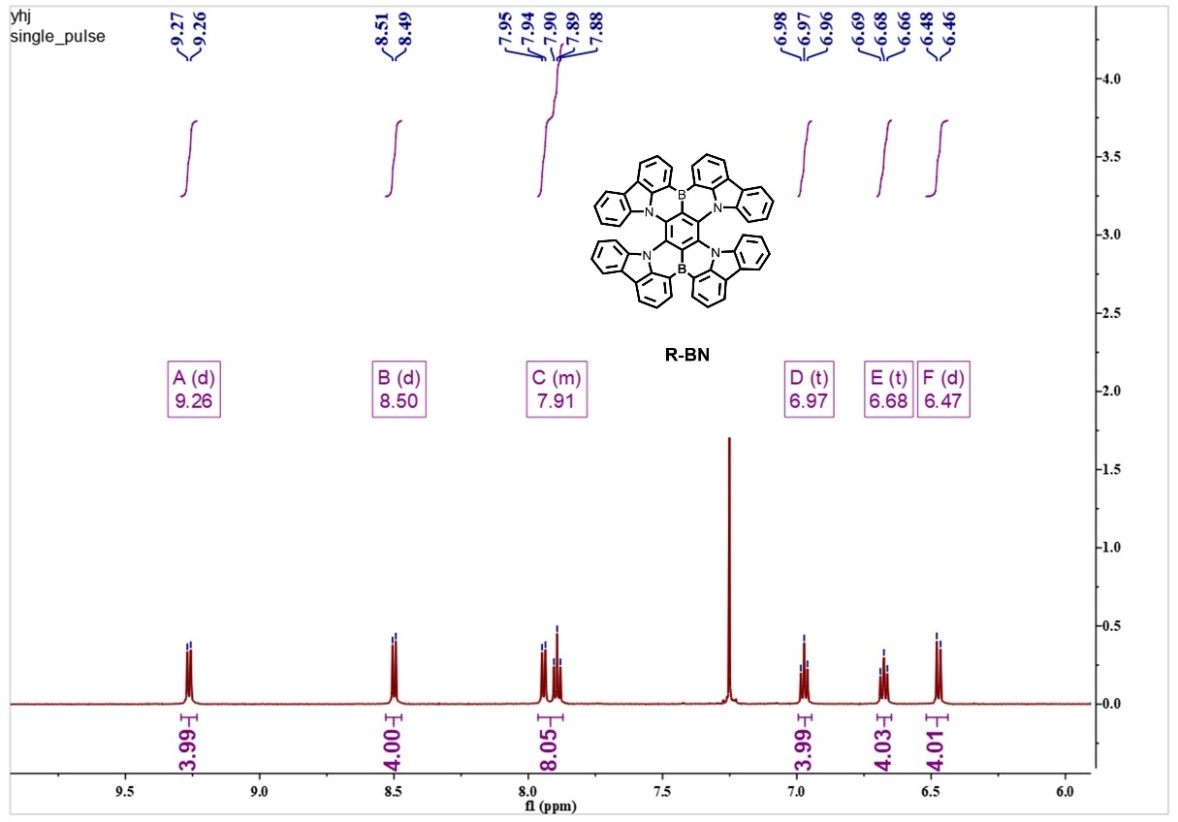 yhj
single_pulse
9.27
9.26
8.51
8.49
7.95
7.94
7.90
7.89
7.88
6.98
6.97
6.96
6.69
6.68
6.66
6.48
6.46
4.0
3.5
3.0
2.5
2.0
1.5
1.0
0.5
0.0
B
N
N
N
N
B
R-BN
A (d)
9.26
B (d)
8.50
C (m)
7.91
D (t)
6.97
E (t)
6.68
F (d)
6.47
3.99
4.00
8.05
3.99
4.03
4.01
9.5
9.0
8.5
8.0
7.5
7.0
6.5
6.0
f1 (ppm)